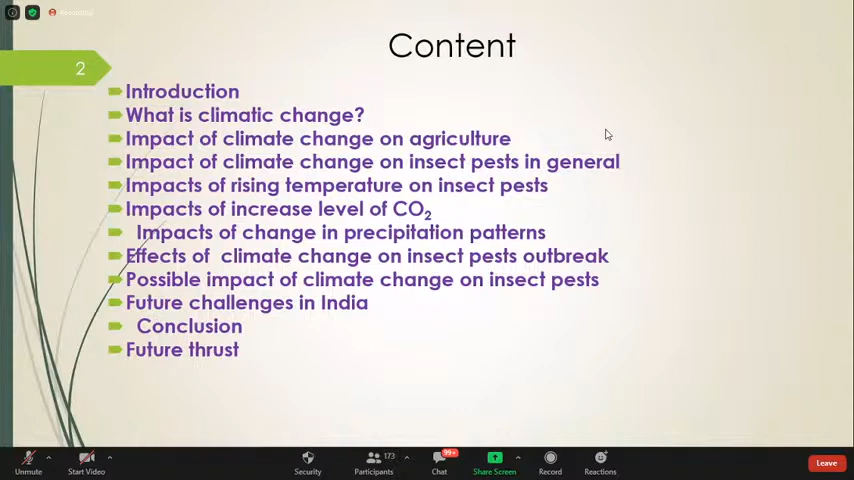 Recording
Content
2
Introduction
What is climatic change?
Impact of climate change on agriculture
Impact of climate change on insect pests in general
Impacts of rising temperature on insect pests
Impacts of increase level of CO2
Impacts of change in precipitation patterns
Effects of climate change on insect pests outbreak
Possible impact of climate change on insect pests
Future challenges in India
Conclusion
Future thrust
173
99+
Unmute
Start Video
Security
Participants
Chat
Share Screen
Record
Reactions
Leave